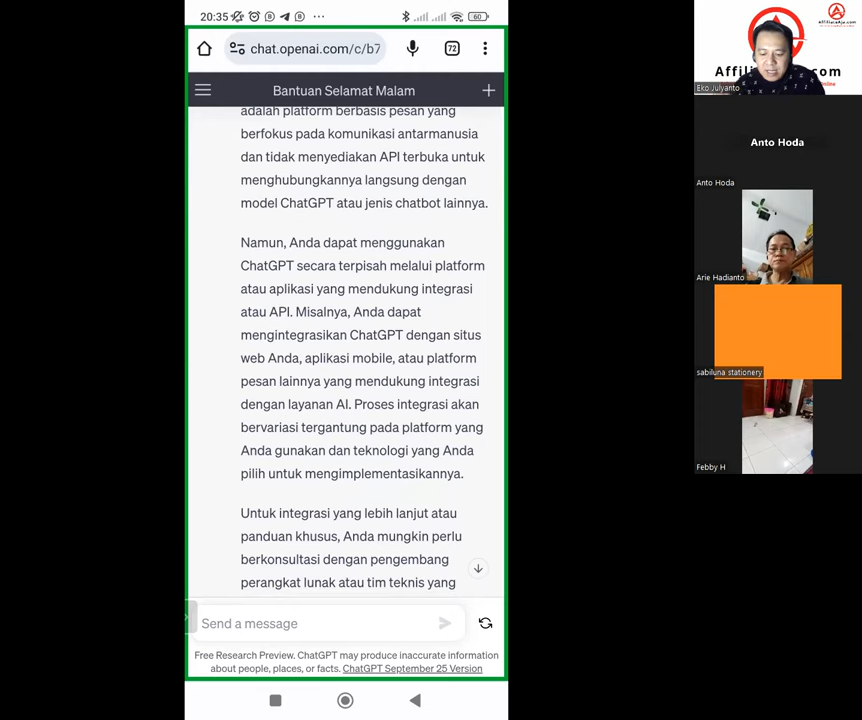 20:35
60
chat.openai.com/c/b7
72
Bantuan Selamat Malam
adalah platform berbasis pesan yang
berfokus pada komunikasi antarmanusia
dan tidak menyediakan API terbuka untuk
menghubungkannya langsung dengan
model ChatGPT atau jenis chatbot lainnya.
Namun, Anda dapat menggunakan
ChatGPT secara terpisah melalui platform
atau aplikasi yang mendukung integrasi
atau API. Misalnya, Anda dapat
mengintegrasikan ChatGPT dengan situs
web Anda, aplikasi mobile, atau platform
pesan lainnya yang mendukung integrasi
dengan layanan AI. Proses integrasi akan
bervariasi tergantung pada platform yang
Anda gunakan dan teknologi yang Anda
pilih untuk mengimplementasikannya.
Untuk integrasi yang lebih lanjut atau
panduan khusus, Anda mungkin perlu
berkonsultasi dengan pengembang
perangkat lunak atau tim teknis yang
Send a message
Free Research Preview. ChatGPT may produce inaccurate information
about people, places, or facts. ChatGPT September 25 Version
AffiliateAja.com
Eko Julyanto
Anto Hoda
Anto Hoda
Arie Hadianto
sabiluna stationery
Febby H